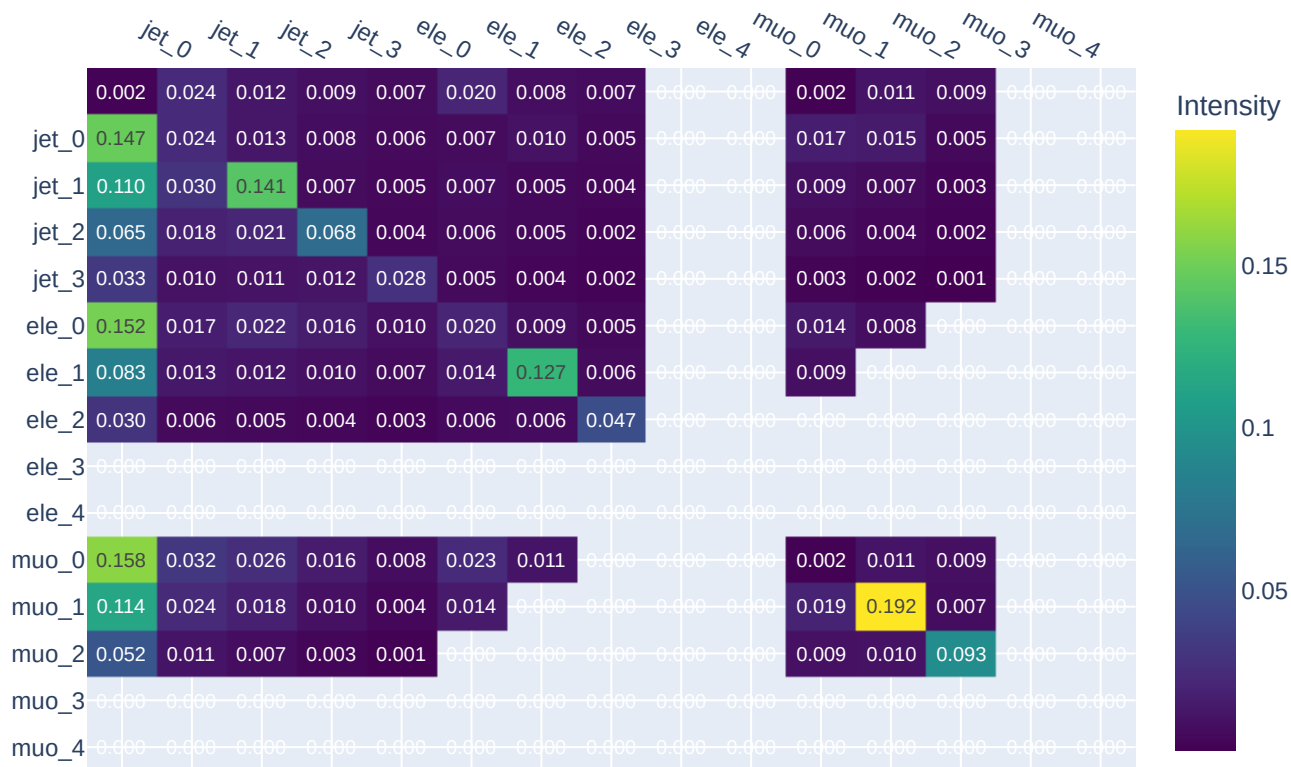 jet_0 jet_1 jet_2 jet_3 ele_0 ele_1 ele_2 ele_3 ele_4 muo_0 muo_1 muo_2 muo_3 muo_4
0.002 0.024 0.012 0.009 0.007 0.020 0.008 0.007 0.000 0.000 0.002 0.011 0.009 0.000 0.000
jet_0 0.147 0.024 0.013 0.008 0.006 0.007 0.010 0.005 0.000 0.000 0.017 0.015 0.005 0.000 0.000
jet_1 0.110 0.030 0.141 0.007 0.005 0.007 0.005 0.004 0.000 0.000 0.009 0.007 0.003 0.000 0.000
jet_2 0.065 0.018 0.021 0.068 0.004 0.006 0.005 0.002 0.000 0.000 0.006 0.004 0.002 0.000 0.000
jet_3 0.033 0.010 0.011 0.012 0.028 0.005 0.004 0.002 0.000 0.000 0.003 0.002 0.001 0.000 0.000
ele_0 0.152 0.017 0.022 0.016 0.010 0.020 0.009 0.005 0.000 0.000 0.014 0.008 0.000 0.000 0.000
ele_1 0.083 0.013 0.012 0.010 0.007 0.014 0.127 0.006 0.000 0.000 0.009 0.000 0.000 0.000 0.000
ele_2 0.030 0.006 0.005 0.004 0.003 0.006 0.006 0.047 0.000 0.000 0.000 0.000 0.000 0.000 0.000
ele_3 0.000 0.000 0.000 0.000 0.000 0.000 0.000 0.000 0.000 0.000 0.000 0.000 0.000 0.000 0.000
ele_4 0.000 0.000 0.000 0.000 0.000 0.000 0.000 0.000 0.000 0.000 0.000 0.000 0.000 0.000 0.000
muo_0 0.158 0.032 0.026 0.016 0.008 0.023 0.011 0.000 0.000 0.000 0.002 0.011 0.009 0.000 0.000
muo_1 0.114 0.024 0.018 0.010 0.004 0.014 0.000 0.000 0.000 0.000 0.019 0.192 0.007 0.000 0.000
muo_2 0.052 0.011 0.007 0.003 0.001 0.000 0.000 0.000 0.000 0.000 0.009 0.010 0.093 0.000 0.000
muo_3 0.000 0.000 0.000 0.000 0.000 0.000 0.000 0.000 0.000 0.000 0.000 0.000 0.000 0.000 0.000
muo_4 0.000 0.000 0.000 0.000 0.000 0.000 0.000 0.000 0.000 0.000 0.000 0.000 0.000 0.000 0.000
Intensity
0.15
0.1
0.05